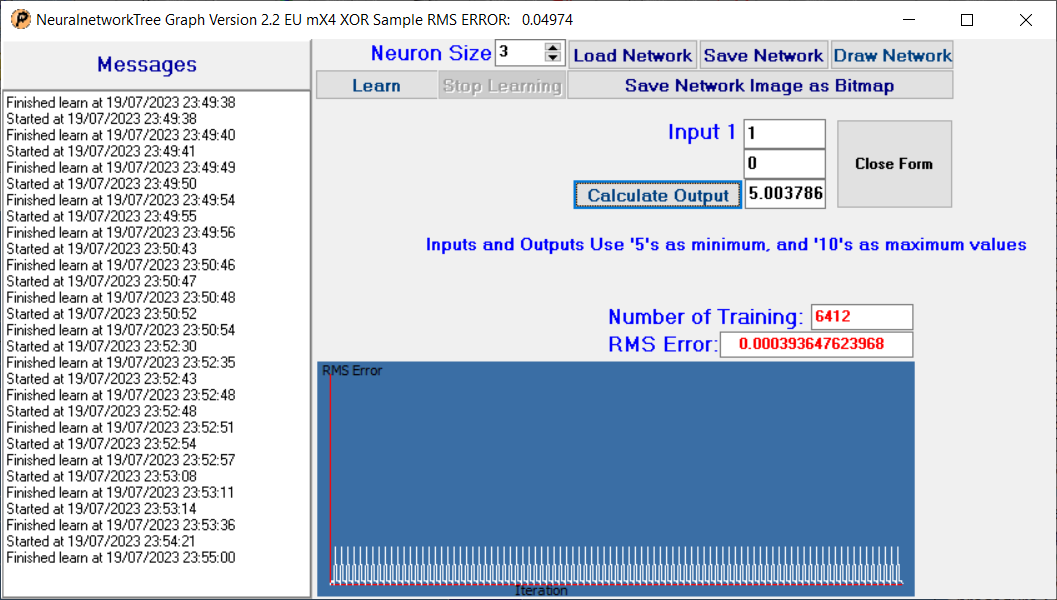 NeuralnetworkTree Graph Version 2.2 EU mX4 XOR Sample RMS ERROR: 0.04974
Messages
Finished learn at 19/07/2023 23:49:38
Started at 19/07/2023 23:49:38
Finished learn at 19/07/2023 23:49:40
Started at 19/07/2023 23:49:41
Finished learn at 19/07/2023 23:49:49
Started at 19/07/2023 23:49:50
Finished learn at 19/07/2023 23:49:54
Started at 19/07/2023 23:49:55
Finished learn at 19/07/2023 23:49:56
Started at 19/07/2023 23:50:43
Finished learn at 19/07/2023 23:50:46
Started at 19/07/2023 23:50:47
Finished learn at 19/07/2023 23:50:48
Started at 19/07/2023 23:50:52
Finished learn at 19/07/2023 23:50:54
Started at 19/07/2023 23:52:30
Finished learn at 19/07/2023 23:52:35
Started at 19/07/2023 23:52:43
Finished learn at 19/07/2023 23:52:48
Started at 19/07/2023 23:52:48
Finished learn at 19/07/2023 23:52:51
Started at 19/07/2023 23:52:54
Finished learn at 19/07/2023 23:52:57
Started at 19/07/2023 23:53:08
Finished learn at 19/07/2023 23:53:11
Started at 19/07/2023 23:53:14
Finished learn at 19/07/2023 23:53:36
Started at 19/07/2023 23:54:21
Finished learn at 19/07/2023 23:55:00
Neuron Size 3 Load Network Save Network Draw Network
Learn Stop Learning Save Network Image as Bitmap
Input 1 1
0
Close Form
Calculate Output 5.003786
Inputs and Outputs Use '5's as minimum, and '10's as maximum values
Number of Training: 6412
RMS Error: 0.000393647623968
RMS Error
Iteration